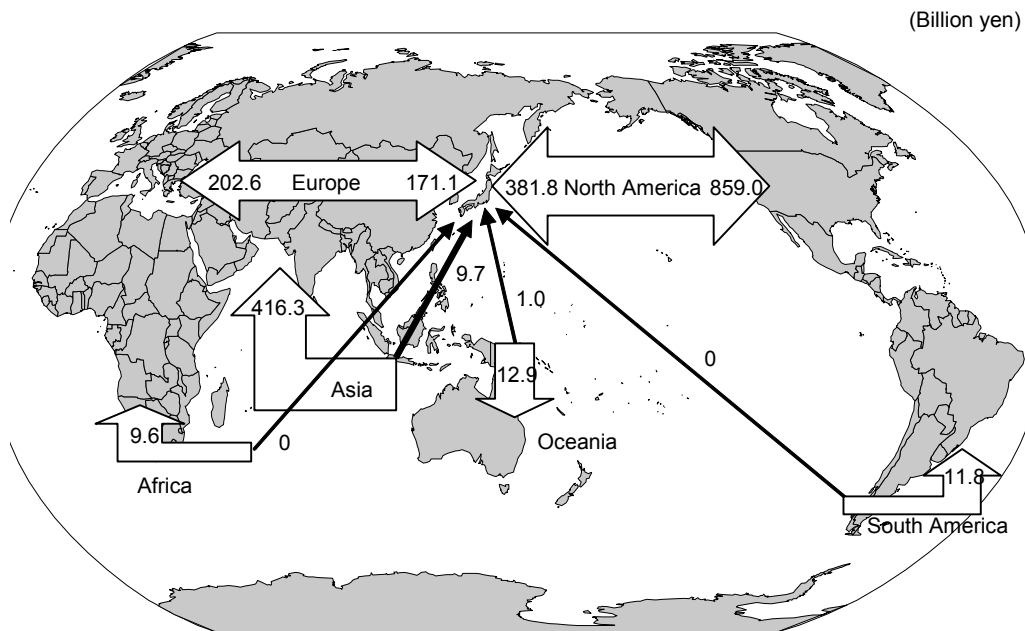 (Billion yen)
202.6 Europe 171.1
381.8 North America 859.0
9.7
416.3
1.0
0
12.9
Asia
9.6
0
Oceania
Africa
11.8
South America